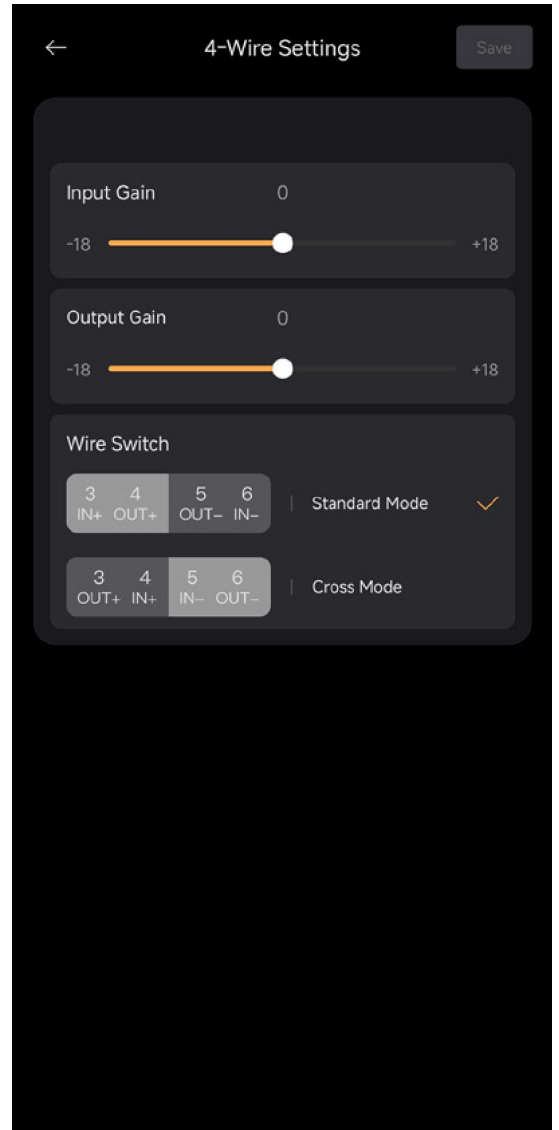 4-Wire Settings
Save
Input Gain 0
-18 +18
Output Gain 0
-18 +18
Wire Switch
3 4 5 6
IN+ OUT+ OUT– IN–
Standard Mode
3 4 5 6
OUT+ IN+ IN– OUT–
Cross Mode